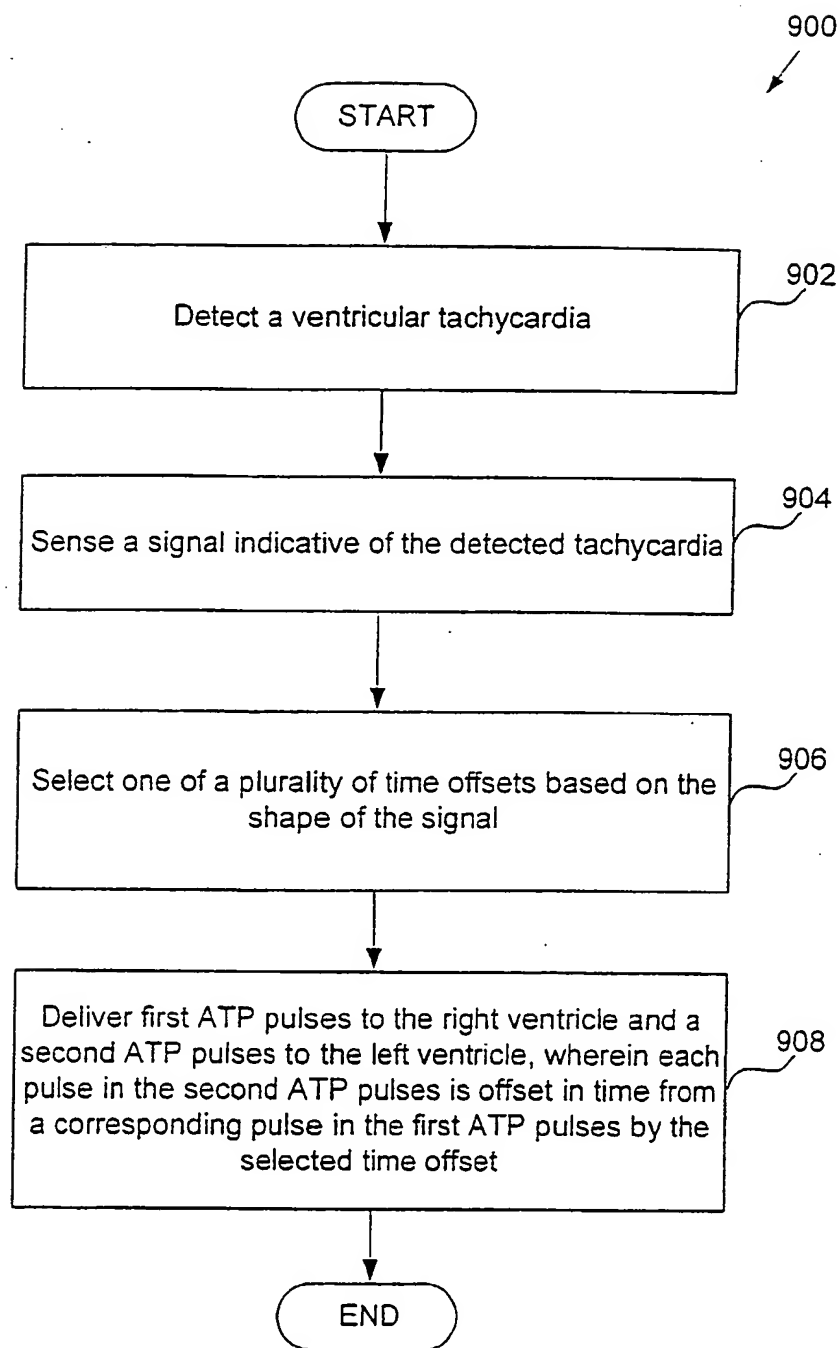 900
START
Detect a ventricular tachycardia
902
Sense a signal indicative of the detected tachycardia
904
Select one of a plurality of time offsets based on the
shape of the signal
906
Deliver first ATP pulses to the right ventricle and a
second ATP pulses to the left ventricle, wherein each
pulse in the second ATP pulses is offset in time from
a corresponding pulse in the first ATP pulses by the
selected time offset
908
END